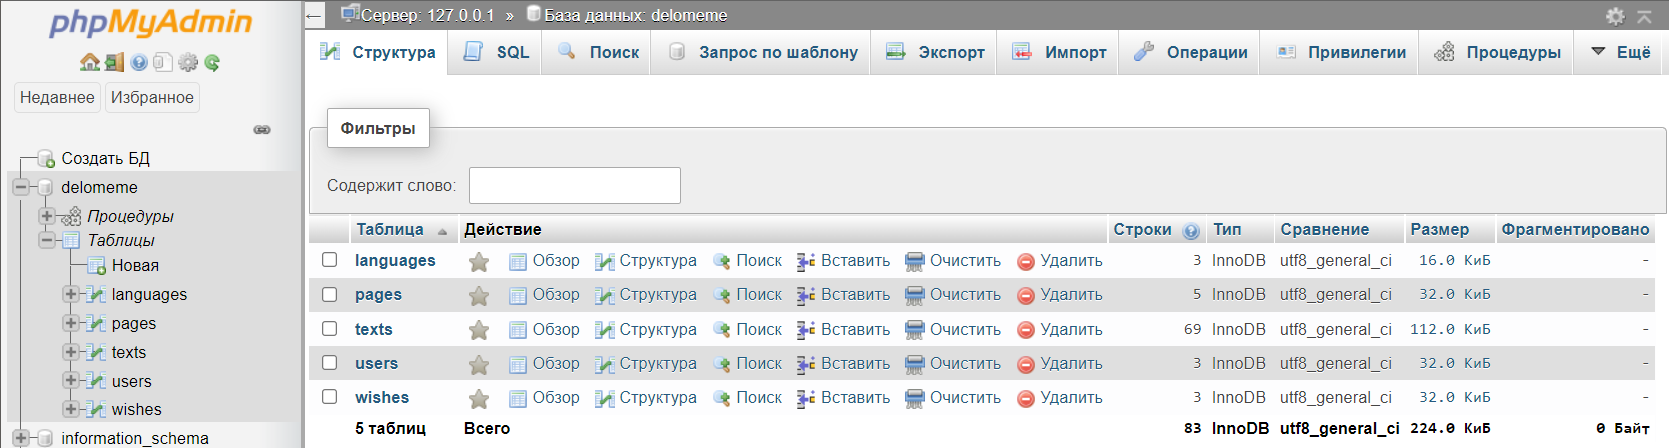 phpMyAdmin
Недавнее Избранное
Создать БД
delomeme
Процедуры
Таблицы
Новая
languages
pages
texts
users
wishes
information_schema
← Сервер: 127.0.0.1 » База данных: delomeme
Структура SQL Поиск Запрос по шаблону Экспорт Импорт Операции Привилегии Процедуры Ещё
Фильтры
Содержит слово:
Таблица Действие Строки Тип Сравнение Размер Фрагментировано
languages Обзор Структура Поиск Вставить Очистить Удалить 3 InnoDB utf8_general_ci 16.0 КиБ -
pages Обзор Структура Поиск Вставить Очистить Удалить 5 InnoDB utf8_general_ci 32.0 КиБ -
texts Обзор Структура Поиск Вставить Очистить Удалить 69 InnoDB utf8_general_ci 112.0 КиБ -
users Обзор Структура Поиск Вставить Очистить Удалить 3 InnoDB utf8_general_ci 32.0 КиБ -
wishes Обзор Структура Поиск Вставить Очистить Удалить 3 InnoDB utf8_general_ci 32.0 КиБ -
5 таблиц Всего 83 InnoDB utf8_general_ci 224.0 КиБ 0 Байт